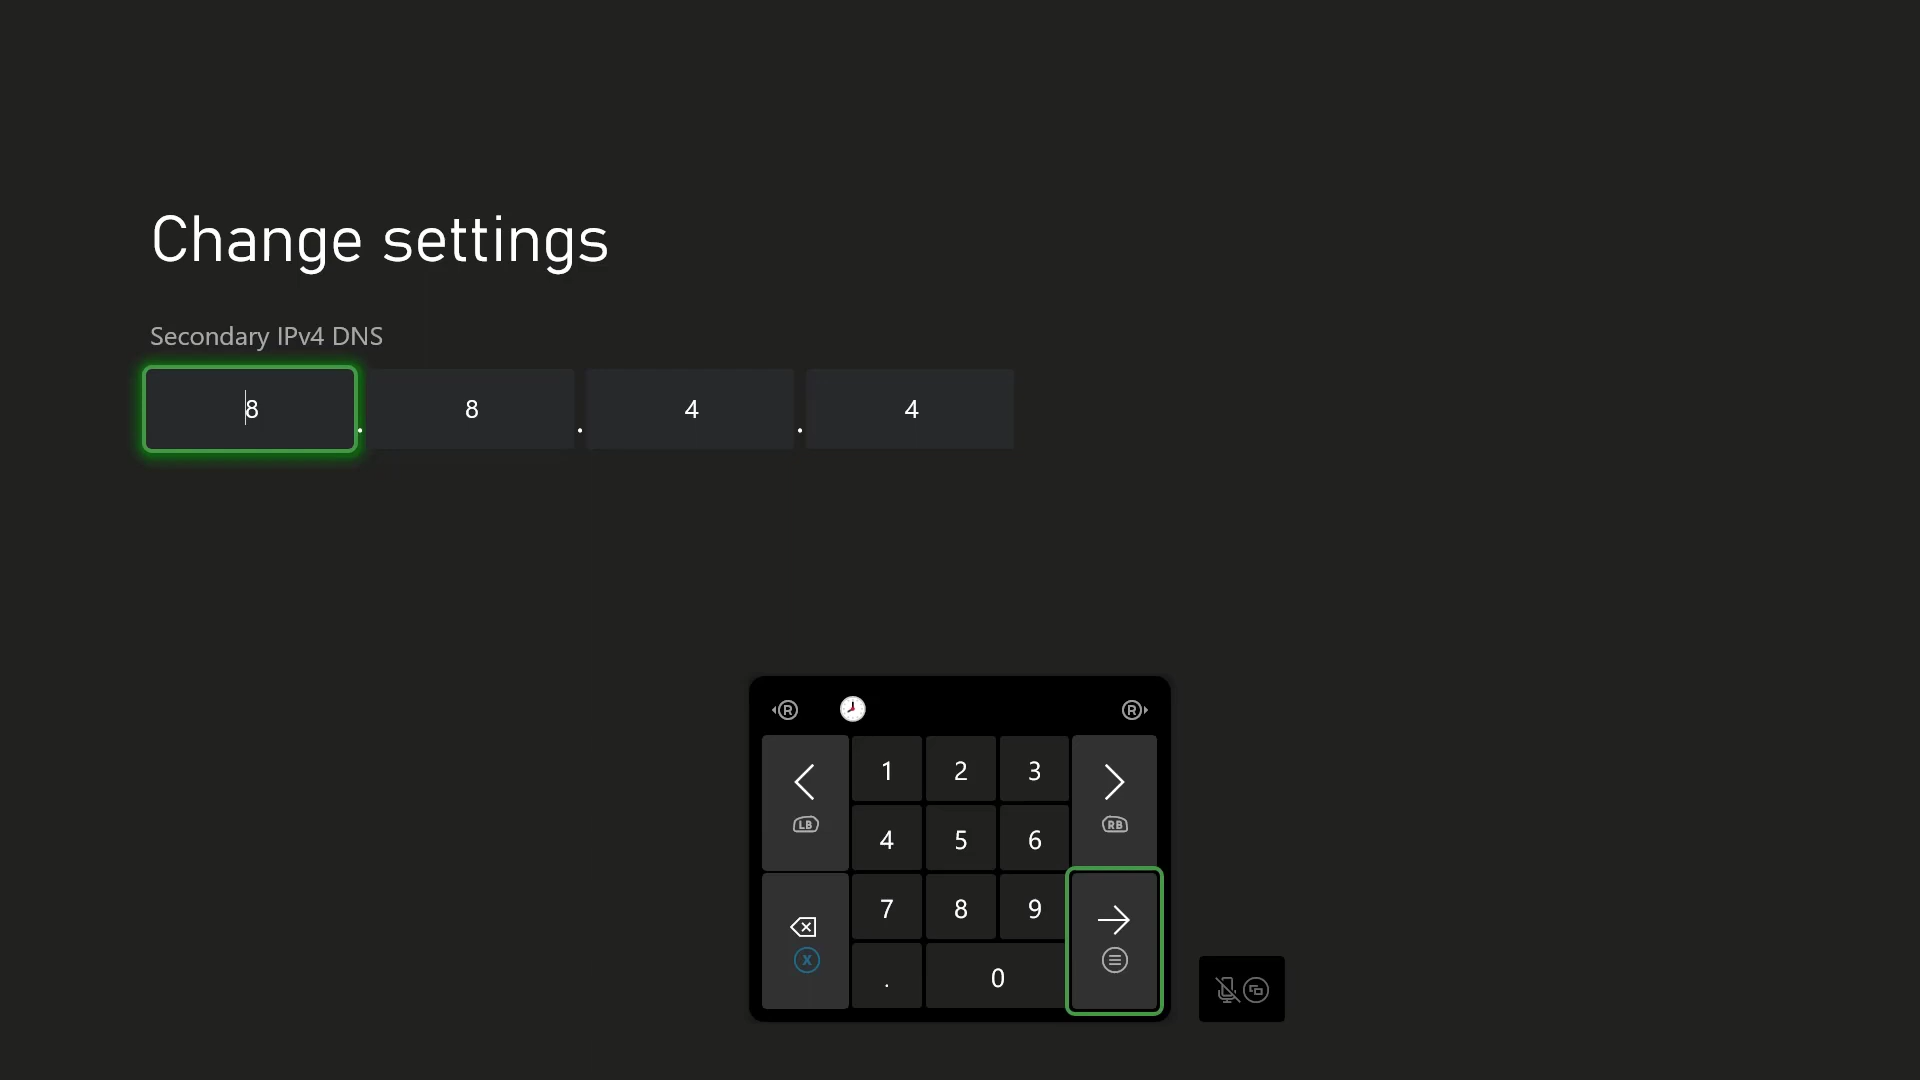 Change settings
Secondary IPv4 DNS
8 . 8 . 4 . 4
R R
1 2 3
LB RB
4 5 6
7 8 9
X
. 0